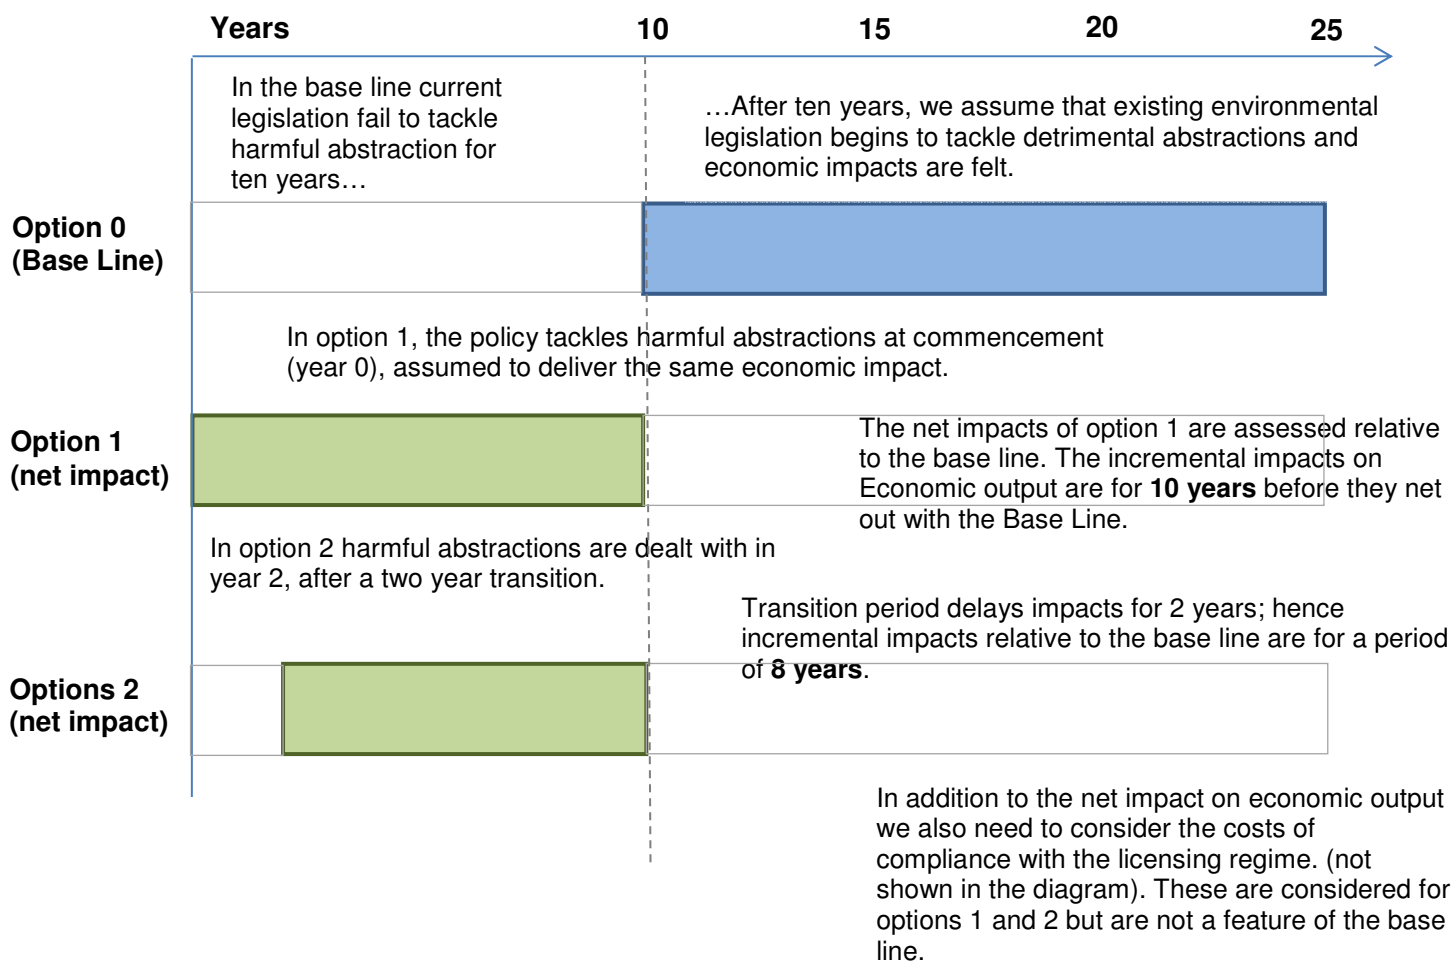 Years 10 15 20 25
In the base line current
legislation fail to tackle
harmful abstraction for
ten years…
…After ten years, we assume that existing environmental
legislation begins to tackle detrimental abstractions and
economic impacts are felt.
Option 0
(Base Line)
In option 1, the policy tackles harmful abstractions at commencement
(year 0), assumed to deliver the same economic impact.
Option 1
(net impact)
The net impacts of option 1 are assessed relative
to the base line. The incremental impacts on
Economic output are for 10 years before they net
out with the Base Line.
In option 2 harmful abstractions are dealt with in
year 2, after a two year transition.
Transition period delays impacts for 2 years; hence
incremental impacts relative to the base line are for a period
of 8 years.
Options 2
(net impact)
In addition to the net impact on economic output
we also need to consider the costs of
compliance with the licensing regime. (not
shown in the diagram). These are considered for
options 1 and 2 but are not a feature of the base
line.